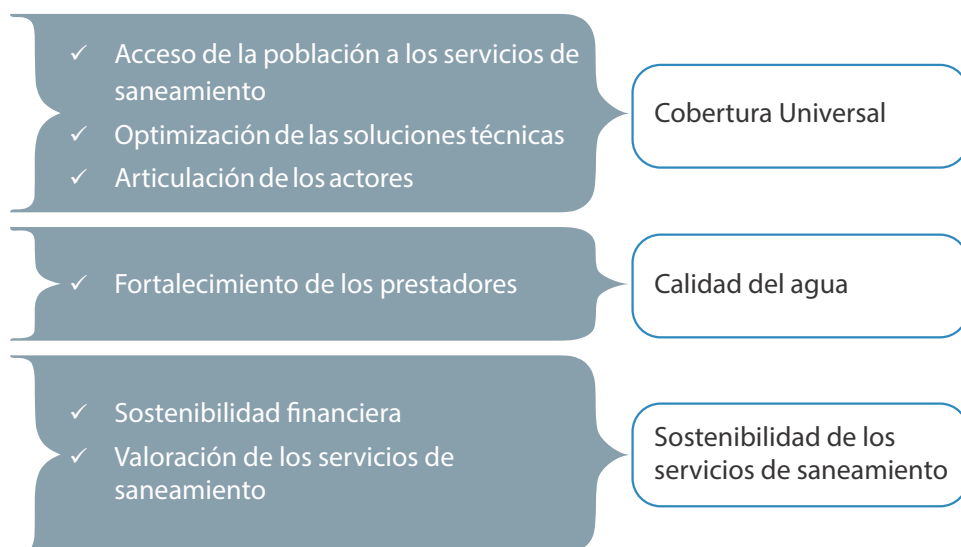 ✓ Acceso de la población a los servicios de
saneamiento
✓ Optimización de las soluciones técnicas
✓ Articulación de los actores
Cobertura Universal
✓ Fortalecimiento de los prestadores
Calidad del agua
✓ Sostenibilidad financiera
✓ Valoración de los servicios de
saneamiento
Sostenibilidad de los
servicios de saneamiento